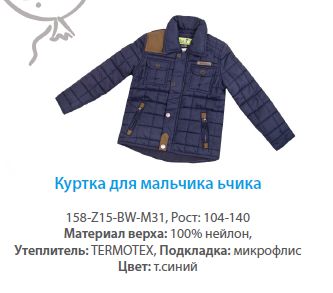 Куртка для мальчика ьчика
158-Z15-BW-M31, Рост: 104-140
Материал верха: 100% нейлон,
Утеплитель: TERMOTEX, Подкладка: микрофлис
Цвет: т.синий